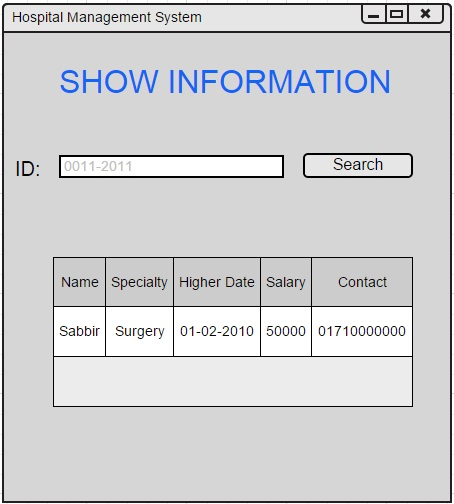 Hospital Management System
SHOW INFORMATION
ID: 0011-2011 Search
Name Specialty Higher Date Salary Contact
Sabbir Surgery 01-02-2010 50000 01710000000